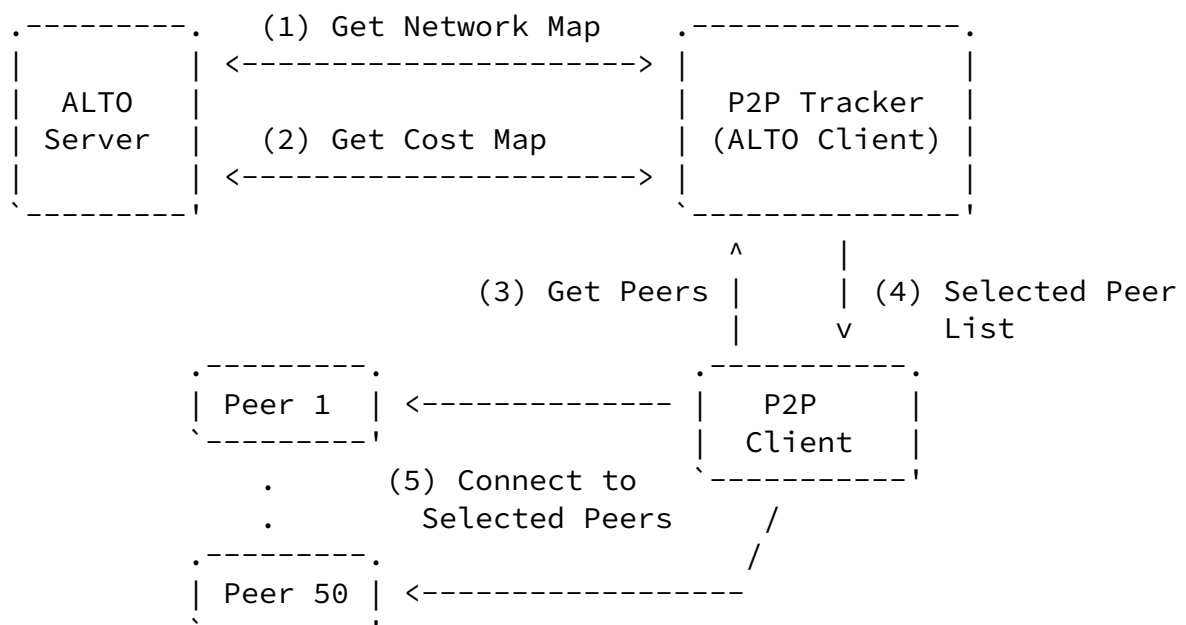 (1) Get Network Map
ALTO P2P Tracker
Server (2) Get Cost Map (ALTO Client)
(3) Get Peers (4) Selected Peer
List
Peer 1 P2P
Client
(5) Connect to
Selected Peers
Peer 50